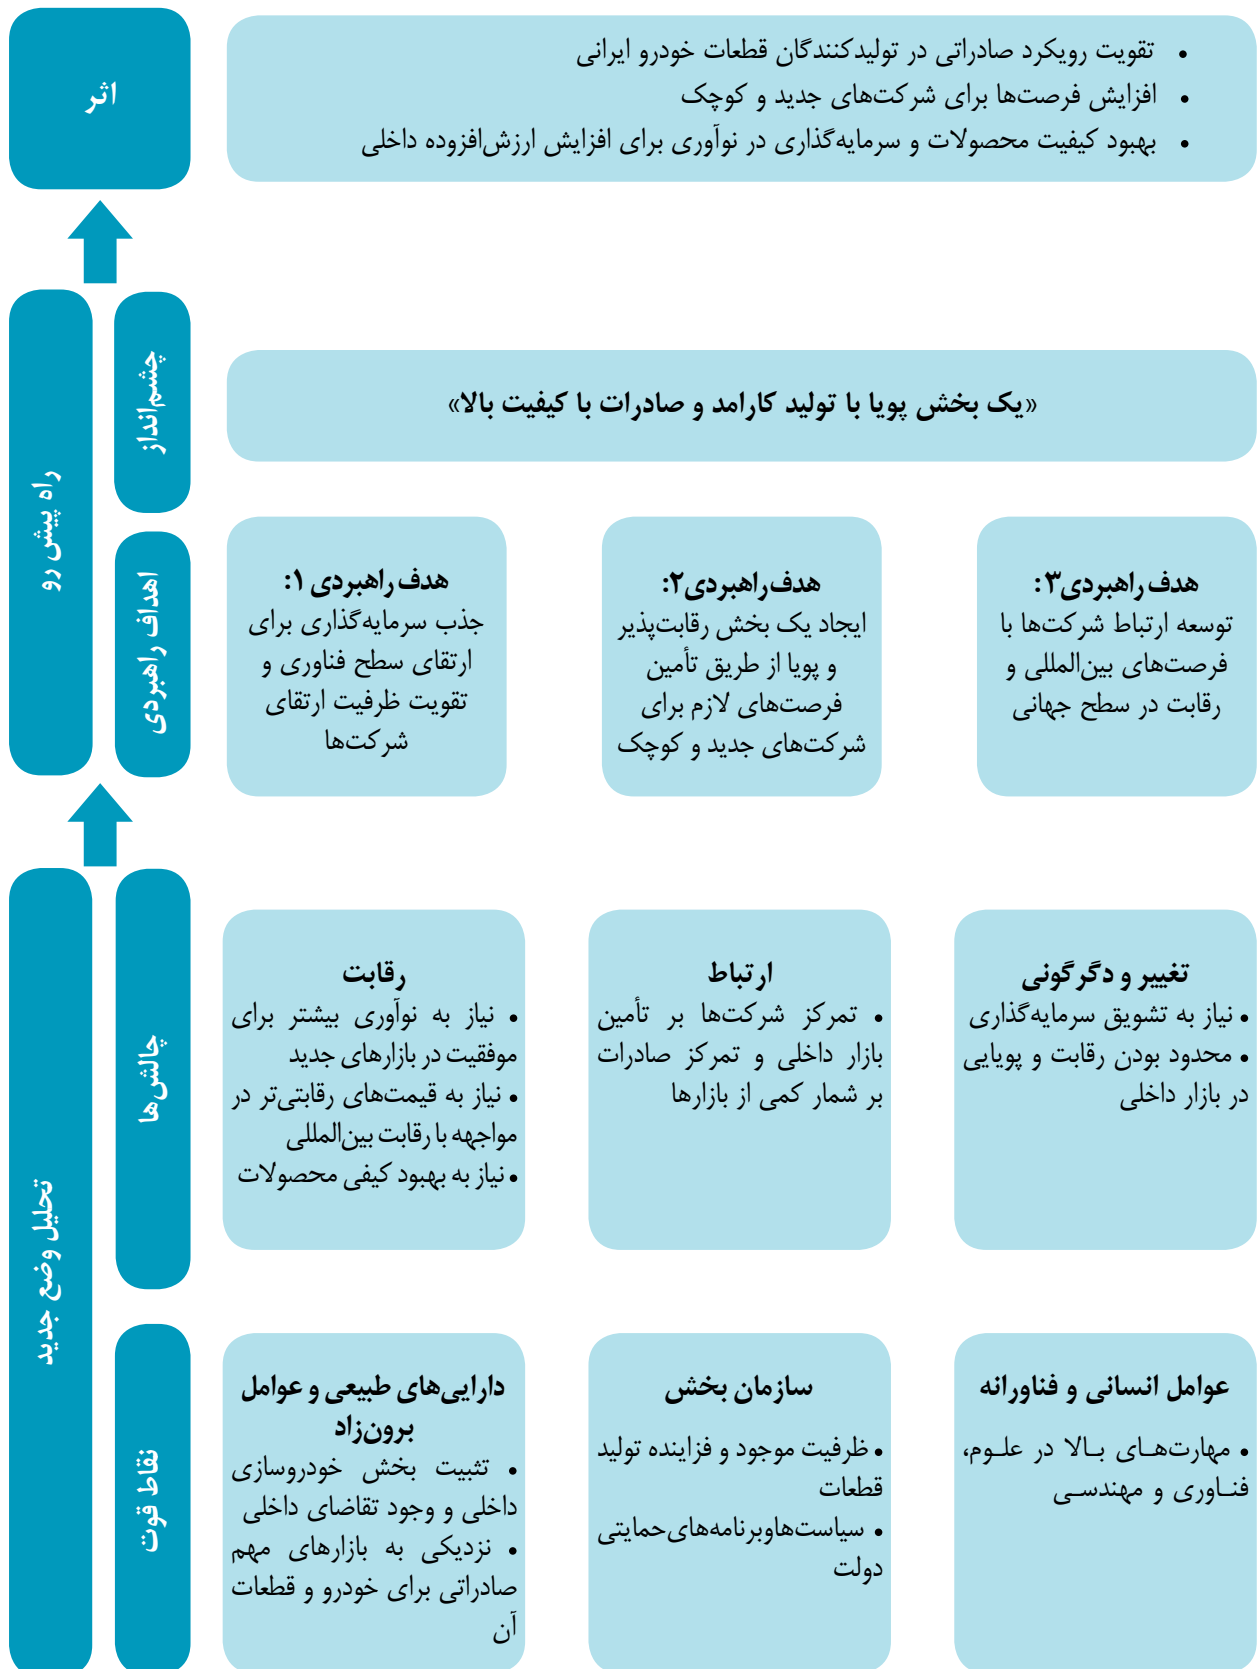 اثر
• تقویت رویکرد صادراتی در تولیدکنندگان قطعات خودرو ایرانی
• افزایش فرصت‌ها برای شرکت‌های جدید و کوچک
• بهبود کیفیت محصولات و سرمایه‌گذاری در نوآوری برای افزایش ارزش‌افزوده داخلی
راه پیش رو
چشم‌انداز
«یک بخش پویا با تولید کارامد و صادرات با کیفیت بالا»
اهداف راهبردی
هدف راهبردی ۳:
توسعه ارتباط شرکت‌ها با
فرصت‌های بین‌المللی و
رقابت در سطح جهانی
هدف‌راهبردی۲:
ایجاد یک بخش رقابت‌پذیر
و پویا از طریق تأمین
فرصت‌های لازم برای
شرکت‌های جدید و کوچک
هدف راهبردی ۱:
جذب سرمایه‌گذاری برای
ارتقای سطح فناوری و
تقویت ظرفیت ارتقای
شرکت‌ها
تحلیل وضع جدید
چالش‌ها
تغییر و دگرگونی
• نیاز به تشویق سرمایه‌گذاری
• محدود بودن رقابت و پویایی
در بازار داخلی
ارتباط
• تمرکز شرکت‌ها بر تأمین
بازار داخلی و تمرکز صادرات
بر شمار کمی از بازارها
رقابت
• نیاز به نوآوری بیشتر برای
موفقیت در بازارهای جدید
• نیاز به قیمت‌های رقابتی‌تر در
مواجهه با رقابت بین‌المللی
• نیاز به بهبود کیفی محصولات
نقاط قوت
عوامل انسانی و فناورانه
• مهارت‌هـای بـالا در علـوم،
فنـاوری و مهندسـی
سازمان بخش
• ظرفیت موجود و فزاینده تولید
قطعات
• سیاست‌هاوبرنامه‌های‌حمایتی
دولت
دارایی‌های طبیعی و عوامل
برون‌زاد
• تثبیت بخش خودروسازی
داخلی و وجود تقاضای داخلی
• نزدیکی به بازارهای مهم
صادراتی برای خودرو و قطعات
آن